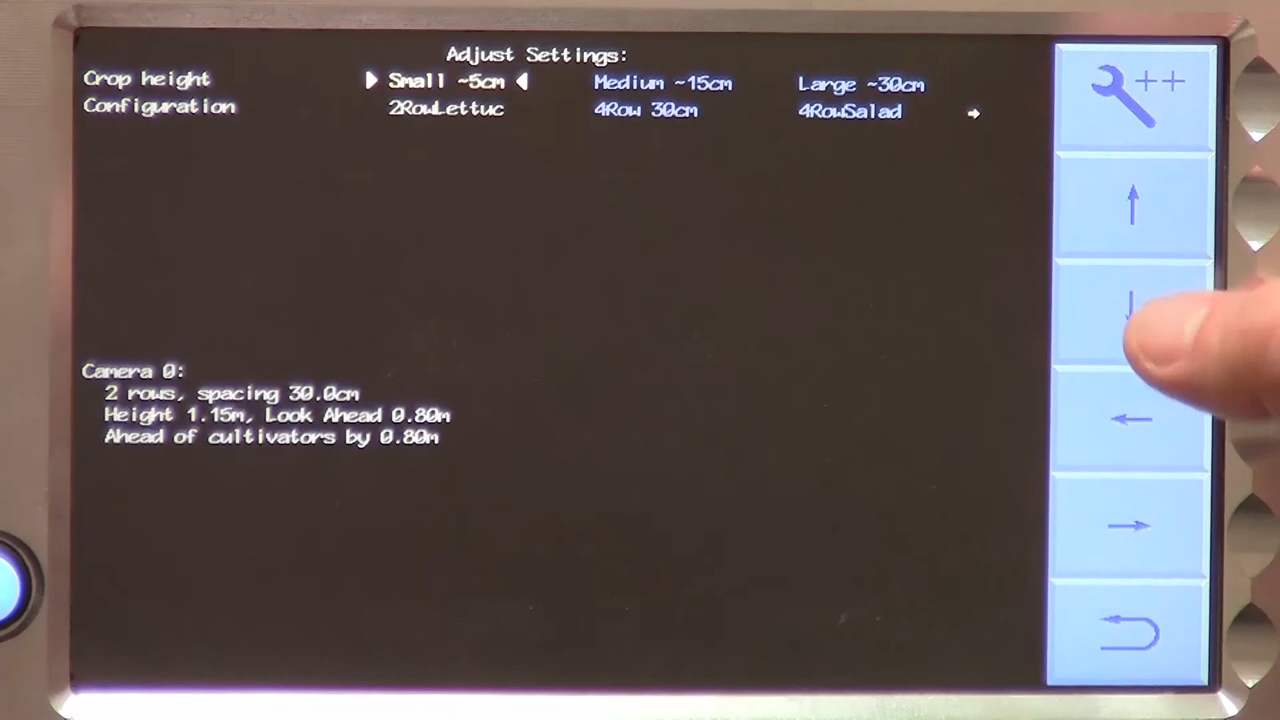 Adjust Settings:
Crop height Small ~5cm Medium ~15cm Large ~30cm
Configuration 2RowLettuc 4Row 30cm 4RowSalad
Camera 0:
2 rows, spacing 30.0cm
Height 1.15m, Look Ahead 0.80m
Ahead of cultivators by 0.80m
++